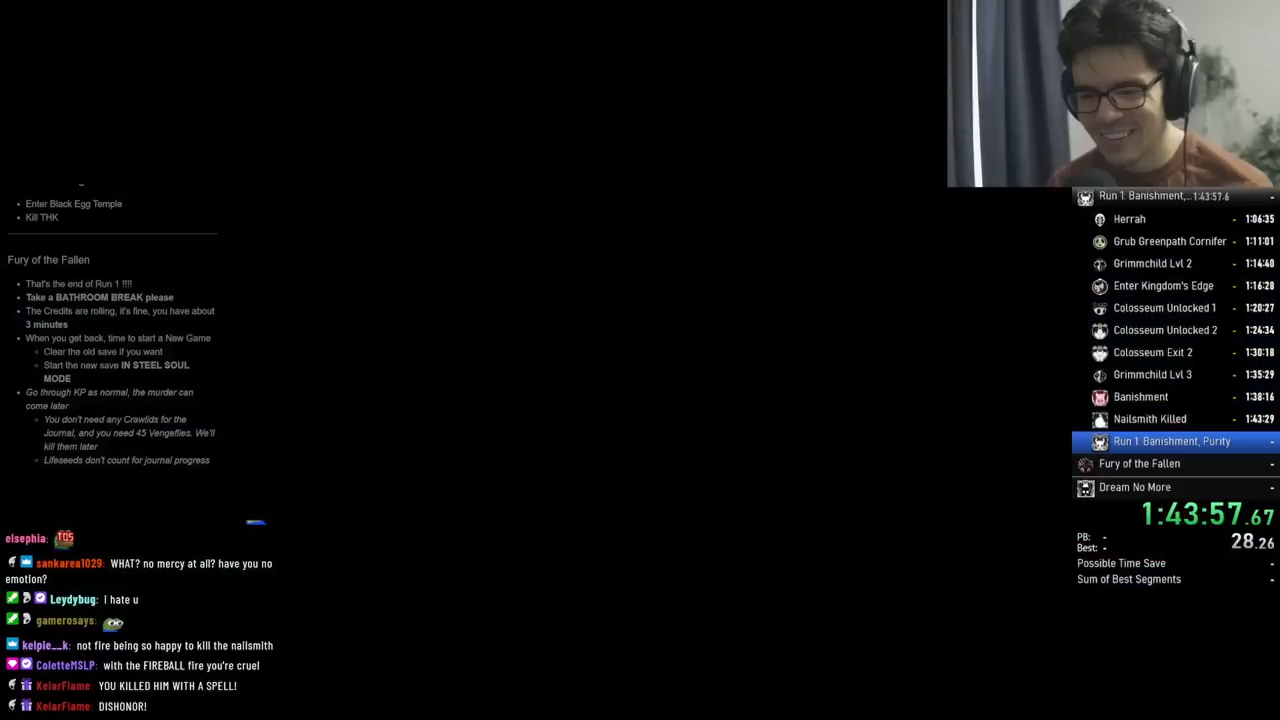 Enter Black Egg Temple
Kill THK
Fury of the Fallen
That's the end of Run 1 !!!!
Take a BATHROOM BREAK please
The Credits are rolling, it's fine, you have about
3 minutes
When you get back, time to start a New Game
Clear the old save if you want
Start the new save IN STEEL SOUL
MODE
Go through KP as normal, the murder can
come later
You don't need any Crawlids for the
Journal, and you need 45 Vengeflies. We'll
kill them later
Lifeseeds don't count for journal progress
elsephia: TOS
sankarea1029: WHAT? no mercy at all? have you no
emotion?
Leydybug: i hate u
gamerosays:
kelpie__k: not fire being so happy to kill the nailsmith
ColetteMSLP: with the FIREBALL fire you're cruel
KelarFlame: YOU KILLED HIM WITH A SPELL!
KelarFlame: DISHONOR!
Run 1: Banishment,... 1:43:57.6 -
Herrah - 1:06:35
Grub Greenpath Cornifer - 1:11:01
Grimmchild Lvl 2 - 1:14:40
Enter Kingdom's Edge - 1:16:28
Colosseum Unlocked 1 - 1:20:27
Colosseum Unlocked 2 - 1:24:34
Colosseum Exit 2 - 1:30:18
Grimmchild Lvl 3 - 1:35:29
Banishment - 1:38:16
Nailsmith Killed - 1:43:29
Run 1: Banishment, Purity -
Fury of the Fallen -
Dream No More -
1:43:57.67
PB: - 28.26
Best: -
Possible Time Save -
Sum of Best Segments -